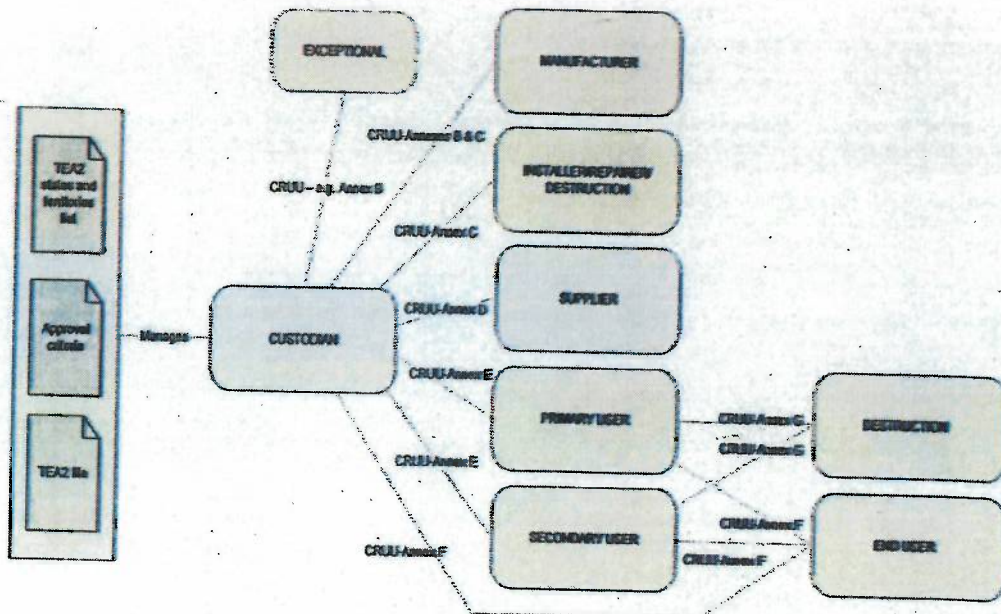 EXCEPTIONAL
MANUFACTURER
CRUU-Annexes B & C
TEA2
states and
territories
list
CRUU – e.g. Annex B
INSTALLER/REPAIRER/
DESTRUCTION
CRUU-Annex C
SUPPLIER
CRUU-Annex D
Approval
criteria
Manages
CUSTODIAN
CRUU-Annex E
PRIMARY USER
CRUU-Annex G
DESTRUCTION
CRUU-Annex G
TEA2 file
CRUU-Annex E
CRUU-Annex F
SECONDARY USER
CRUU-Annex F
END USER
CRUU-Annex F